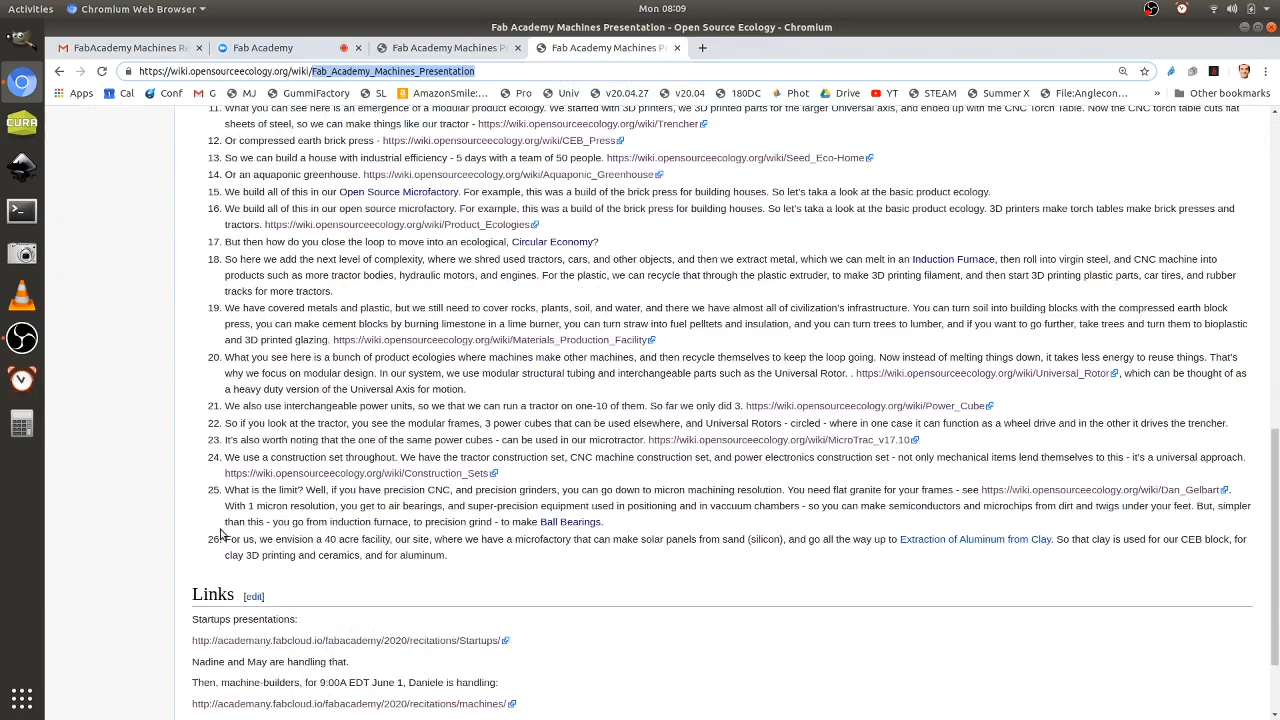 Activities
Chromium Web Browser
Mon 08:09
Fab Academy Machines Presentation - Open Source Ecology - Chromium
FabAcademy Machines Re
Fab Academy
Fab Academy Machines P
Fab Academy Machines P
https://wiki.opensourceecology.org/wiki/Fab_Academy_Machines_Presentation
Apps
Cal
Conf
G
MJ
GummiFactory
SL
AmazonSmile:...
Pro
Univ
v20.04.27
v20.04
180DC
Phot
Drive
YT
STEAM
Summer X
File:Anglecon...
»
Other bookmarks
11. What you can see here is an emergence of a modular product ecology. We started with 3D printers, we 3D printed parts for the larger Universal axis, and ended up with the CNC Torch Table. Now the CNC torch table cuts flat
sheets of steel, so we can make things like our tractor - https://wiki.opensourceecology.org/wiki/Trencher
12. Or compressed earth brick press - https://wiki.opensourceecology.org/wiki/CEB_Press
13. So we can build a house with industrial efficiency - 5 days with a team of 50 people. https://wiki.opensourceecology.org/wiki/Seed_Eco-Home
14. Or an aquaponic greenhouse. https://wiki.opensourceecology.org/wiki/Aquaponic_Greenhouse
15. We build all of this in our Open Source Microfactory. For example, this was a build of the brick press for building houses. So let's taka a look at the basic product ecology.
16. We build all of this in our open source microfactory. For example, this was a build of the brick press for building houses. So let's take a look at the basic product ecology. 3D printers make torch tables make brick presses and
tractors. https://wiki.opensourceecology.org/wiki/Product_Ecologies
17. But then how do you close the loop to move into an ecological, Circular Economy?
18. So here we add the next level of complexity, where we shred used tractors, cars, and other objects, and then we extract metal, which we can melt in an Induction Furnace, then roll into virgin steel, and CNC machine into
products such as more tractor bodies, hydraulic motors, and engines. For the plastic, we can recycle that through the plastic extruder, to make 3D printing filament, and then start 3D printing plastic parts, car tires, and rubber
tracks for more tractors.
19. We have covered metals and plastic, but we still need to cover rocks, plants, soil, and water, and there we have almost all of civilization's infrastructure. You can turn soil into building blocks with the compressed earth block
press, you can make cement blocks by burning limestone in a lime burner, you can turn straw into fuel pelltets and insulation, and you can turn trees to lumber, and if you want to go further, take trees and turn them to bioplastic
and 3D printed glazing. https://wiki.opensourceecology.org/wiki/Materials_Production_Facility
20. What you see here is a bunch of product ecologies where machines make other machines, and then recycle themselves to keep the loop going. Now instead of melting things down, it takes less energy to reuse things. That's
why we focus on modular design. In our system, we use modular structural tubing and interchangeable parts such as the Universal Rotor. . https://wiki.opensourceecology.org/wiki/Universal_Rotor, which can be thought of as
a heavy duty version of the Universal Axis for motion.
21. We also use interchangeable power units, so we that we can run a tractor on one-10 of them. So far we only did 3. https://wiki.opensourceecology.org/wiki/Power_Cube
22. So if you look at the tractor, you see the modular frames, 3 power cubes that can be used elsewhere, and Universal Rotors - circled - where in one case it can function as a wheel drive and in the other it drives the trencher.
23. It's also worth noting that the one of the same power cubes - can be used in our microtractor. https://wiki.opensourceecology.org/wiki/MicroTrac_v17.10
24. We use a construction set throughout. We have the tractor construction set, CNC machine construction set, and power electronics construction set - not only mechanical items lend themselves to this - it's a universal approach.
https://wiki.opensourceecology.org/wiki/Construction_Sets
25. What is the limit? Well, if you have precision CNC, and precision grinders, you can go down to micron machining resolution. You need flat granite for your frames - see https://wiki.opensourceecology.org/wiki/Dan_Gelbart.
With 1 micron resolution, you get to air bearings, and super-precision equipment used in positioning and in vacuum chambers - so you can make semiconductors and microchips from dirt and twigs under your feet. But, simpler
than this - you go from induction furnace, to precision grind - to make Ball Bearings.
26. For us, we envision a 40 acre facility, our site, where we have a microfactory that can make solar panels from sand (silicon), and go all the way up to Extraction of Aluminum from Clay. So that clay is used for our CEB block, for
clay 3D printing and ceramics, and for aluminum.
Links [edit]
Startups presentations:
http://academany.fabcloud.io/fabacademy/2020/recitations/Startups/
Nadine and May are handling that.
Then, machine-builders, for 9:00A EDT June 1, Daniele is handling:
http://academany.fabcloud.io/fabacademy/2020/recitations/machines/
CURA